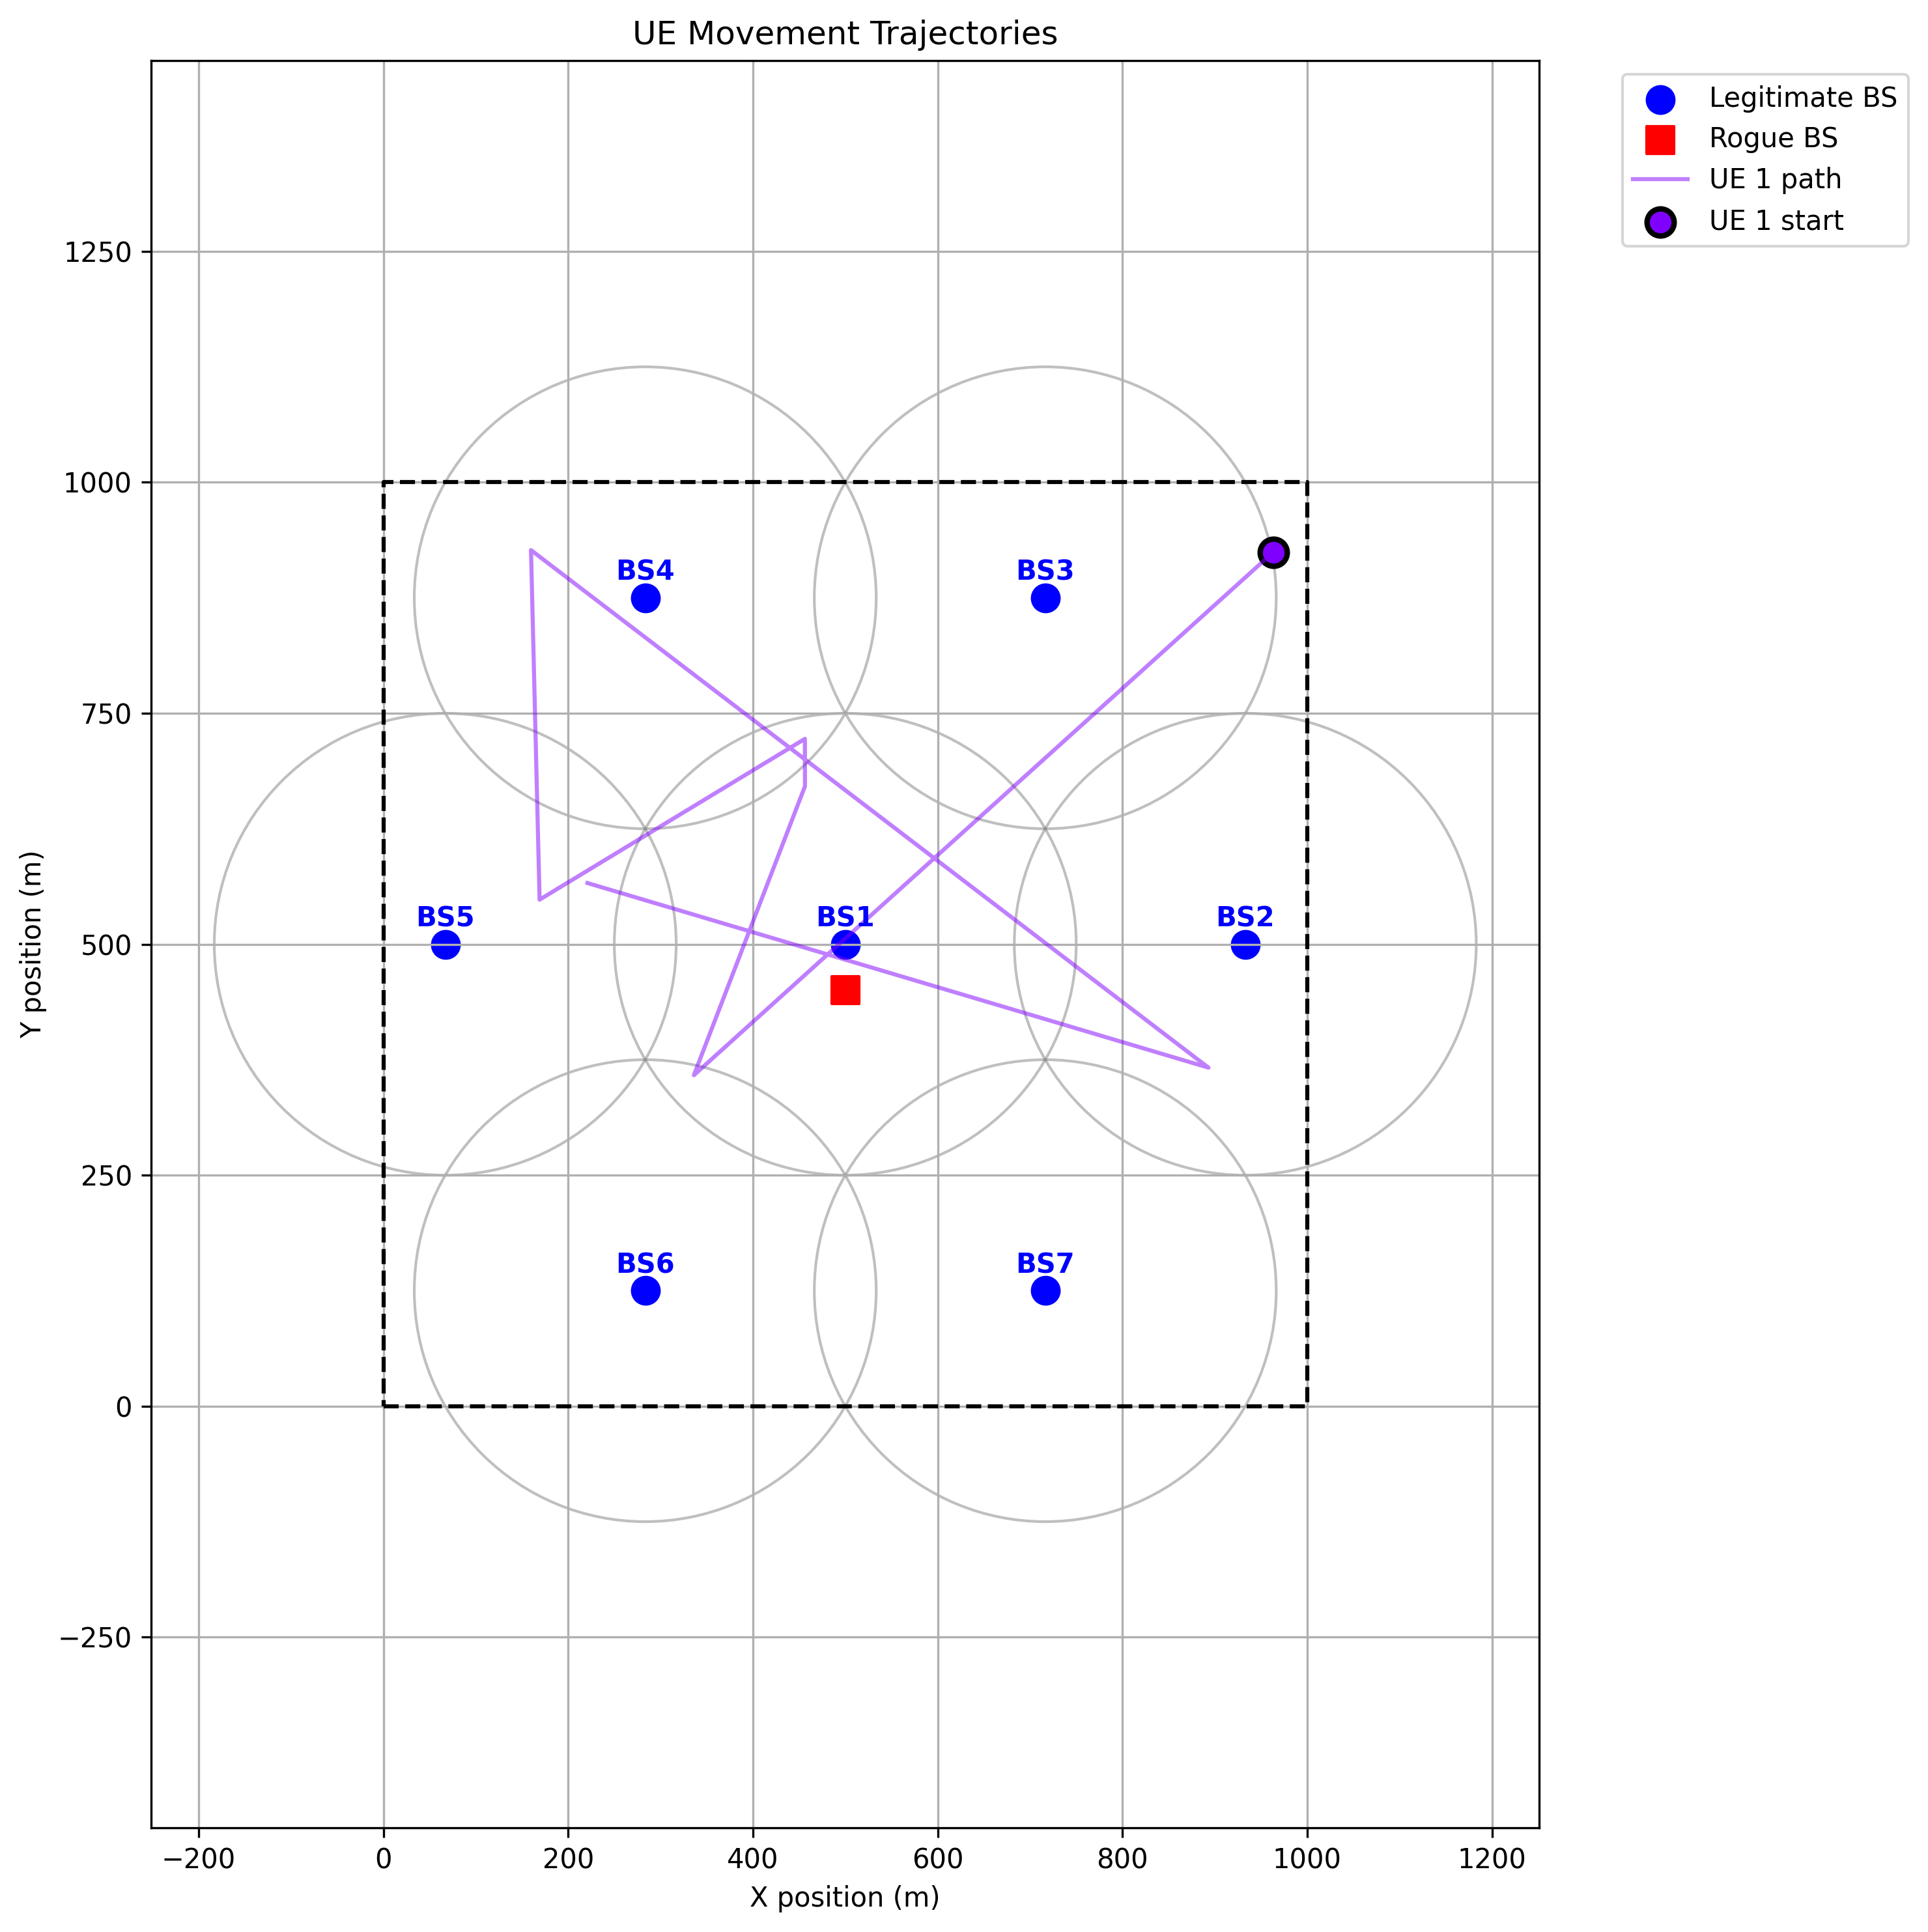 UE Movement Trajectories
Legitimate BS
Rogue BS
UE 1 path
UE 1 start
1250
1000
750
500
250
0
−250
Y position (m)
BS4
BS3
BS5
BS1
BS2
BS6
BS7
−200
0
200
400
600
800
1000
1200
X position (m)